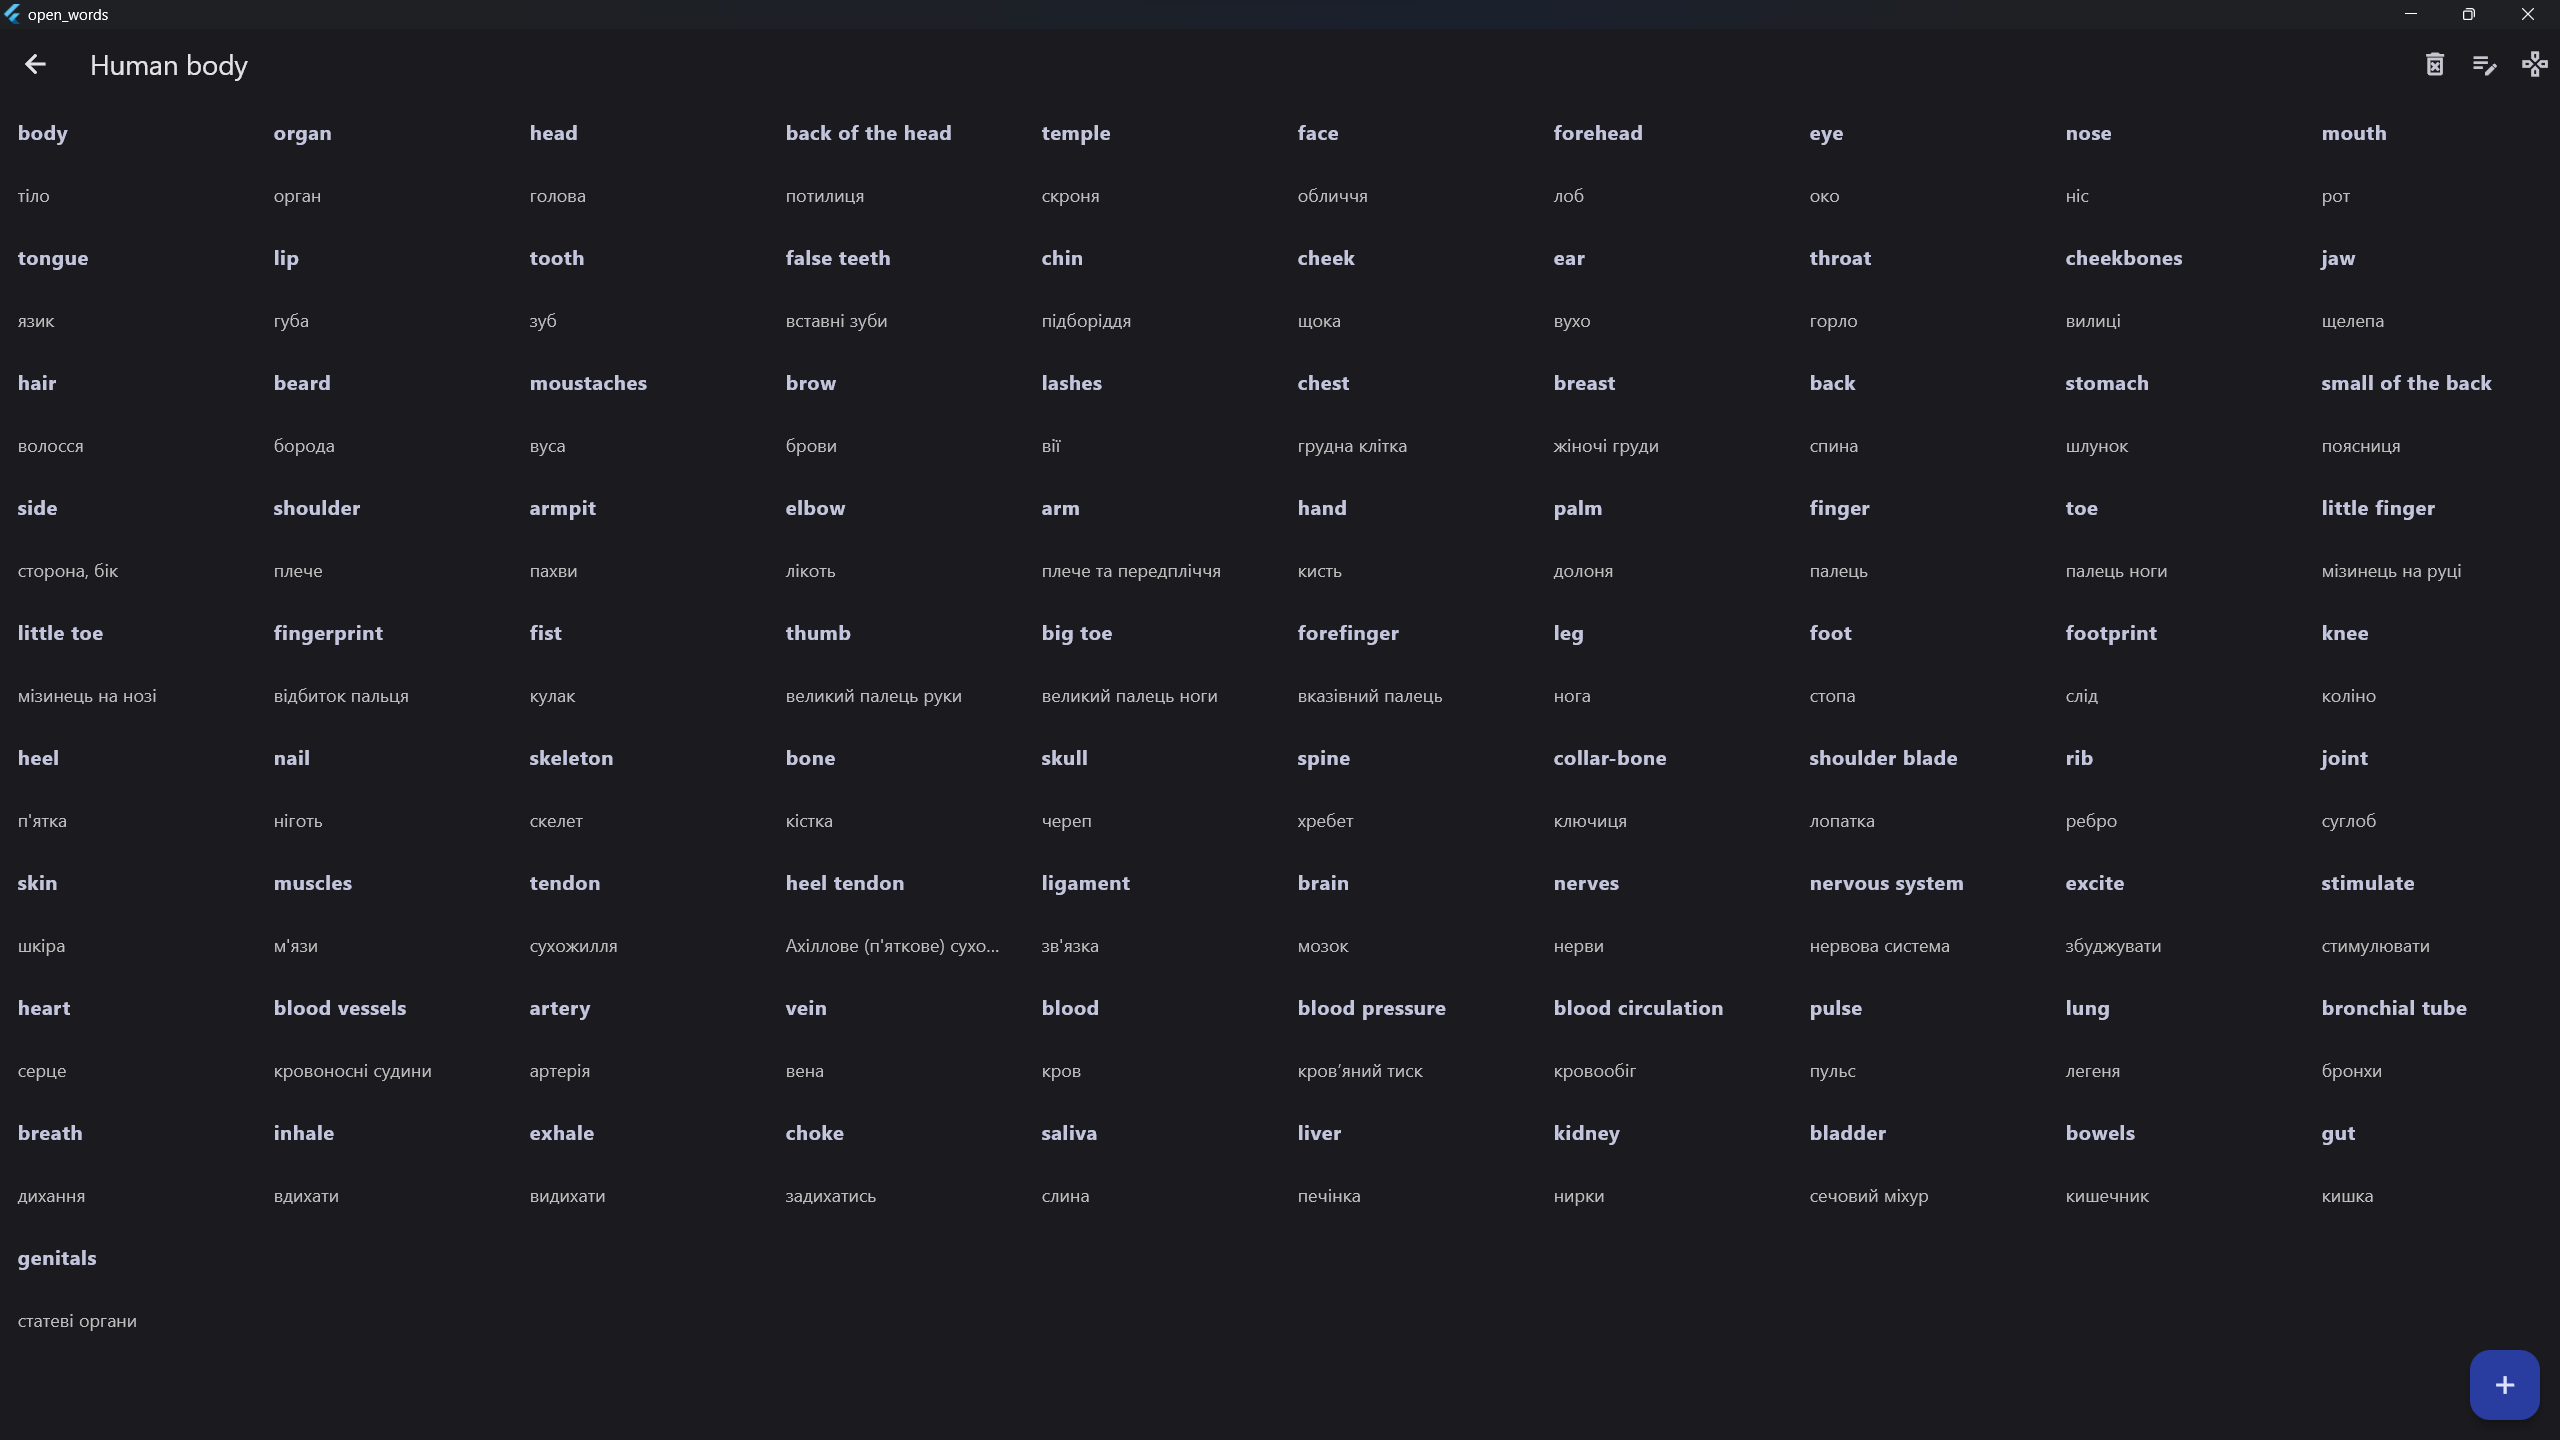 open_words
Human body
body organ head back of the head temple face forehead eye nose mouth
тіло орган голова потилиця скроня обличчя лоб око ніс рот
tongue lip tooth false teeth chin cheek ear throat cheekbones jaw
язик губа зуб вставні зуби підборіддя щока вухо горло вилиці щелепа
hair beard moustaches brow lashes chest breast back stomach small of the back
волосся борода вуса брови вії грудна клітка жіночі груди спина шлунок поясниця
side shoulder armpit elbow arm hand palm finger toe little finger
сторона, бік плече пахви лікоть плече та передпліччя кисть долоня палець палець ноги мізинець на руці
little toe fingerprint fist thumb big toe forefinger leg foot footprint knee
мізинець на нозі відбиток пальця кулак великий палець руки великий палець ноги вказівний палець нога стопа слід коліно
heel nail skeleton bone skull spine collar-bone shoulder blade rib joint
п'ятка ніготь скелет кістка череп хребет ключиця лопатка ребро суглоб
skin muscles tendon heel tendon ligament brain nerves nervous system excite stimulate
шкіра м'язи сухожилля Ахіллове (п'яткове) сухо... зв'язка мозок нерви нервова система збуджувати стимулювати
heart blood vessels artery vein blood blood pressure blood circulation pulse lung bronchial tube
серце кровоносні судини артерія вена кров кров’яний тиск кровообіг пульс легеня бронхи
breath inhale exhale choke saliva liver kidney bladder bowels gut
дихання вдихати видихати задихатись слина печінка нирки сечовий міхур кишечник кишка
genitals
статеві органи